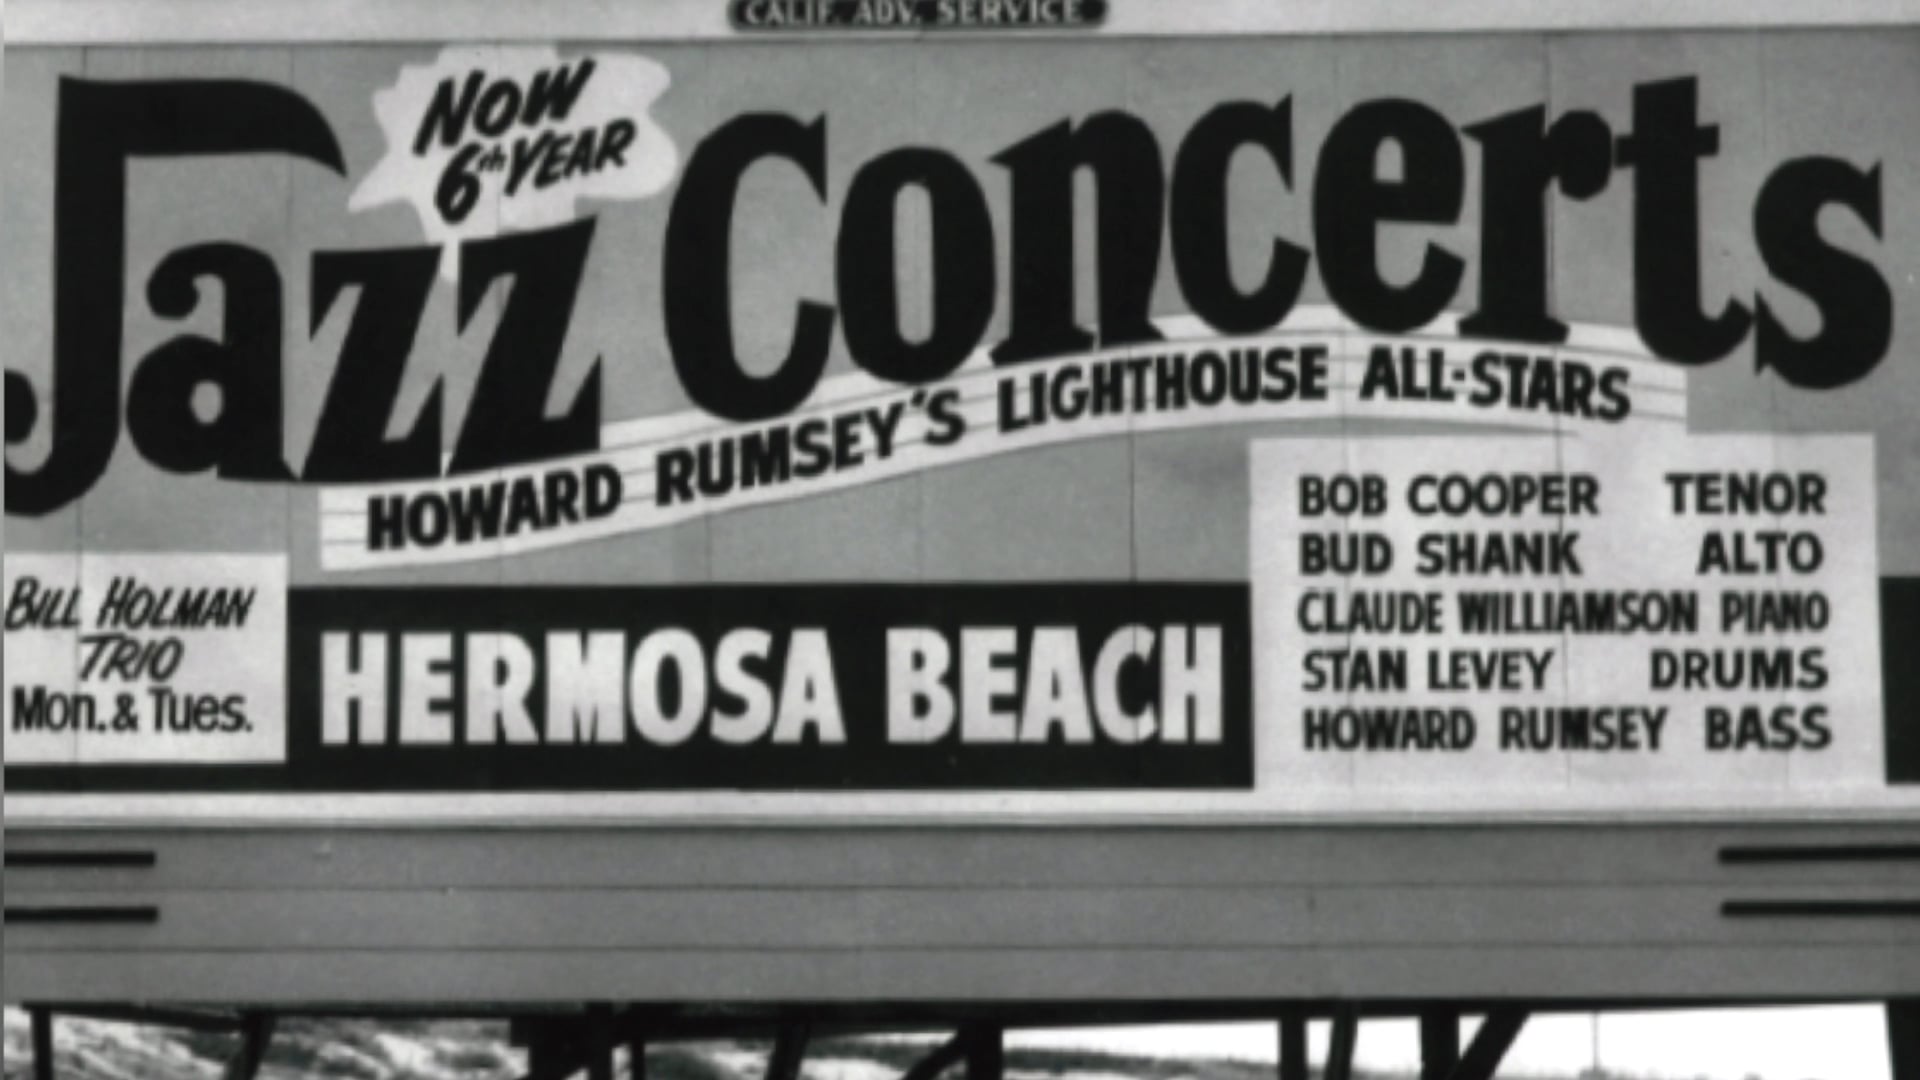 CALIF. ADV. SERVICE
NOW
6th YEAR
Jazz Concerts
HOWARD RUMSEY'S LIGHTHOUSE ALL-STARS
BILL HOLMAN
TRIO
Mon. & Tues.
HERMOSA BEACH
BOB COOPER TENOR
BUD SHANK ALTO
CLAUDE WILLIAMSON PIANO
STAN LEVEY DRUMS
HOWARD RUMSEY BASS